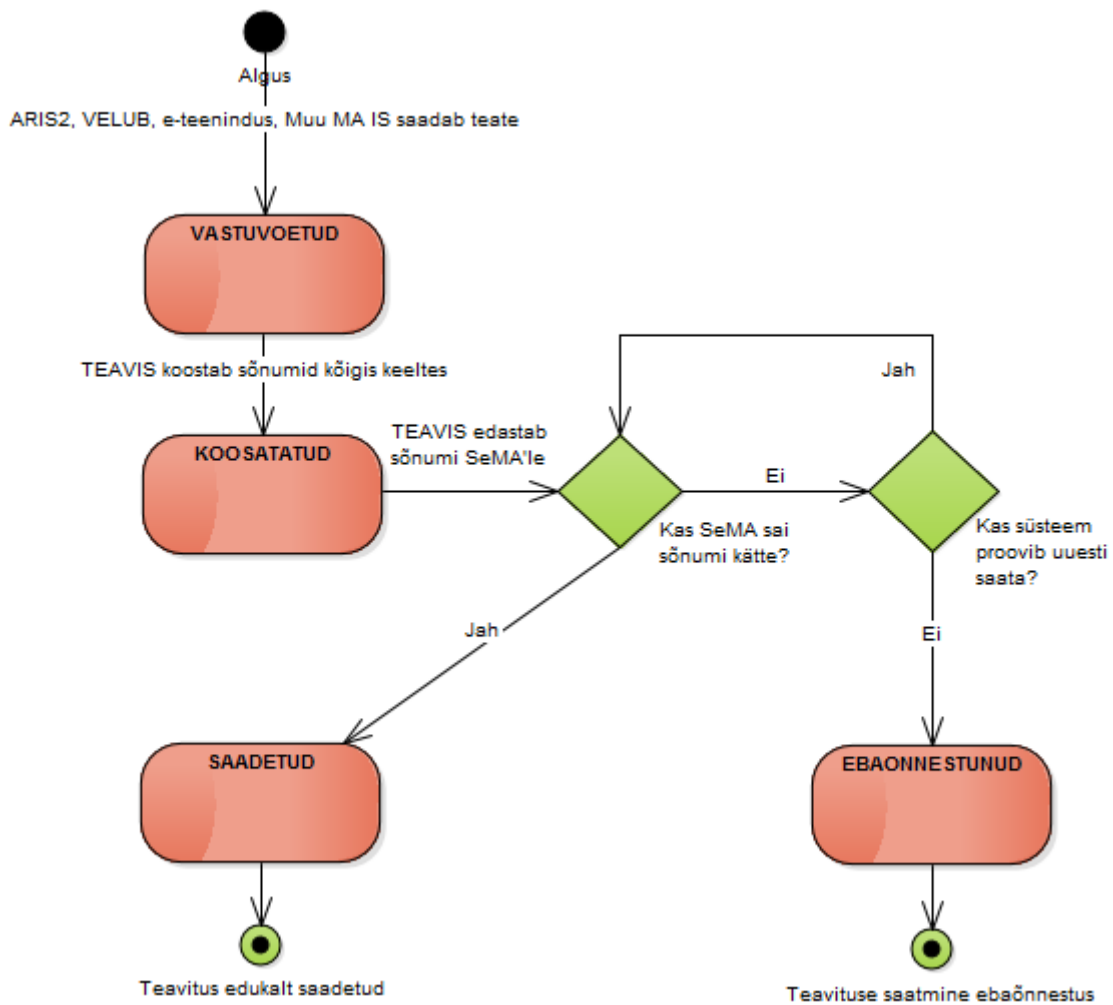 Algus
ARIS2, VELUB, e-teenindus, Muu MA IS saadab teate
VASTUVOETUD
TEAVIS koostab sõnumid kõigis keeltes
KOOSATATUD
TEAVIS edastab
sõnumi SeMA'le
Kas SeMA sai
sõnumi kätte?
Ei
Jah
Kas süsteem
proovib uuesti
saata?
Jah
Ei
SAADETUD
EBAONNESTUNUD
Teavitus edukalt saadetud
Teavituse saatmine ebaõnnestus